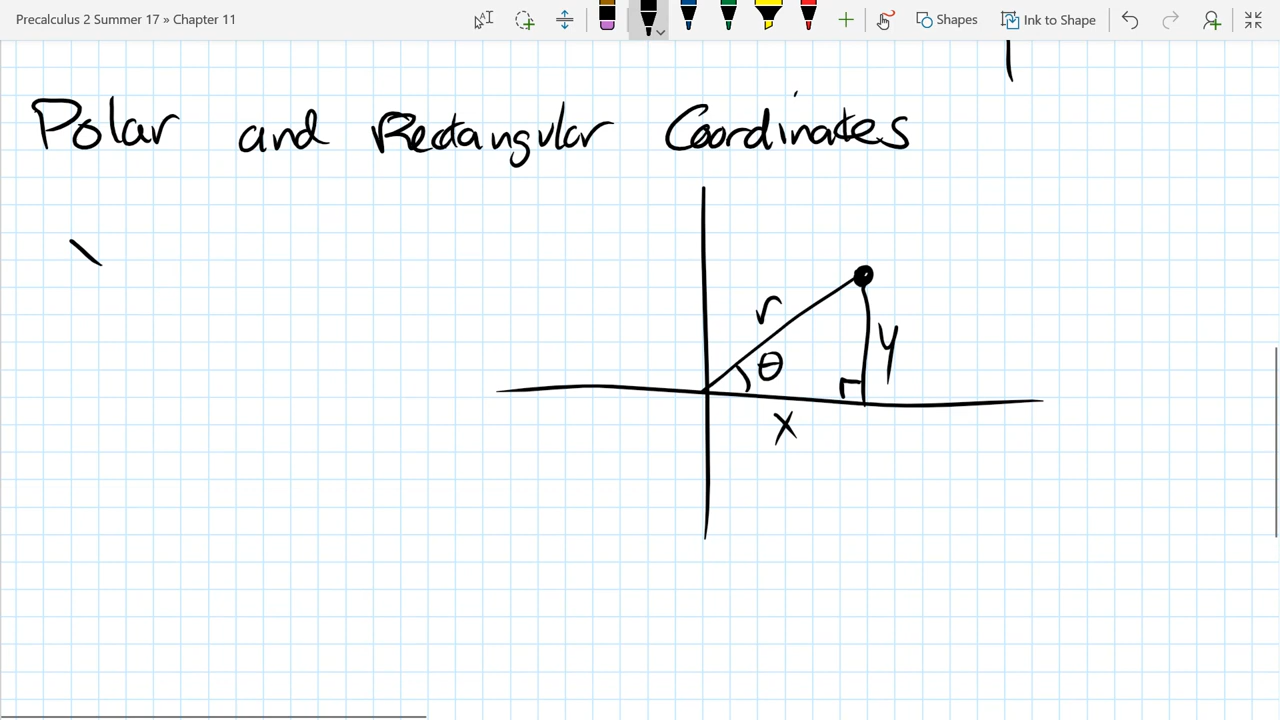 Precalculus 2 Summer 17 » Chapter 11
Shapes
Ink to Shape
Polar and Rectangular Coordinates
r
θ
y
x